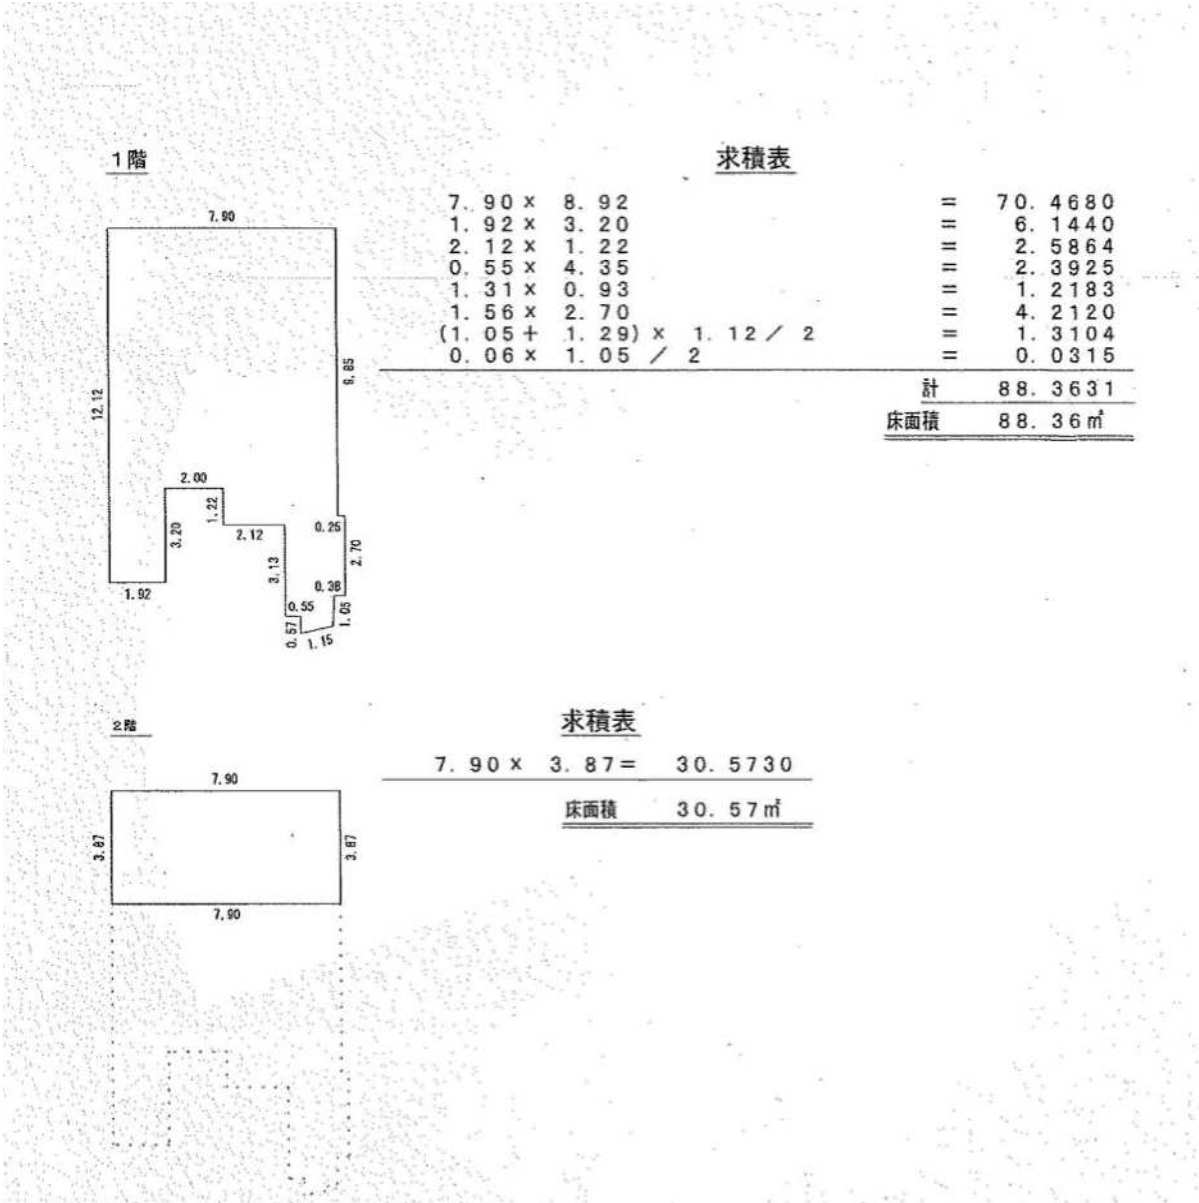 1階
7.90
12.12
9.85
2.00
1.22
3.20
2.12
0.25
2.70
3.13
0.38
1.92
0.55
1.05
0.57
1.15
求積表
7.90× 8.92 = 70.4680
1.92× 3.20 = 6.1440
2.12× 1.22 = 2.5864
0.55× 4.35 = 2.3925
1.31× 0.93 = 1.2183
1.56× 2.70 = 4.2120
(1.05+ 1.29)× 1.12/2 = 1.3104
0.06× 1.05 /2 = 0.0315
計 88.3631
床面積 88.36㎡
2階
7.90
3.87
3.87
7.90
求積表
7.90× 3.87= 30.5730
床面積 30.57㎡